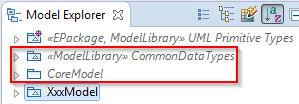 Model Explorer
«EPackage, ModelLibrary» UML Primitive Types
«ModelLibrary» CommonDataTypes
CoreModel
XxxModel